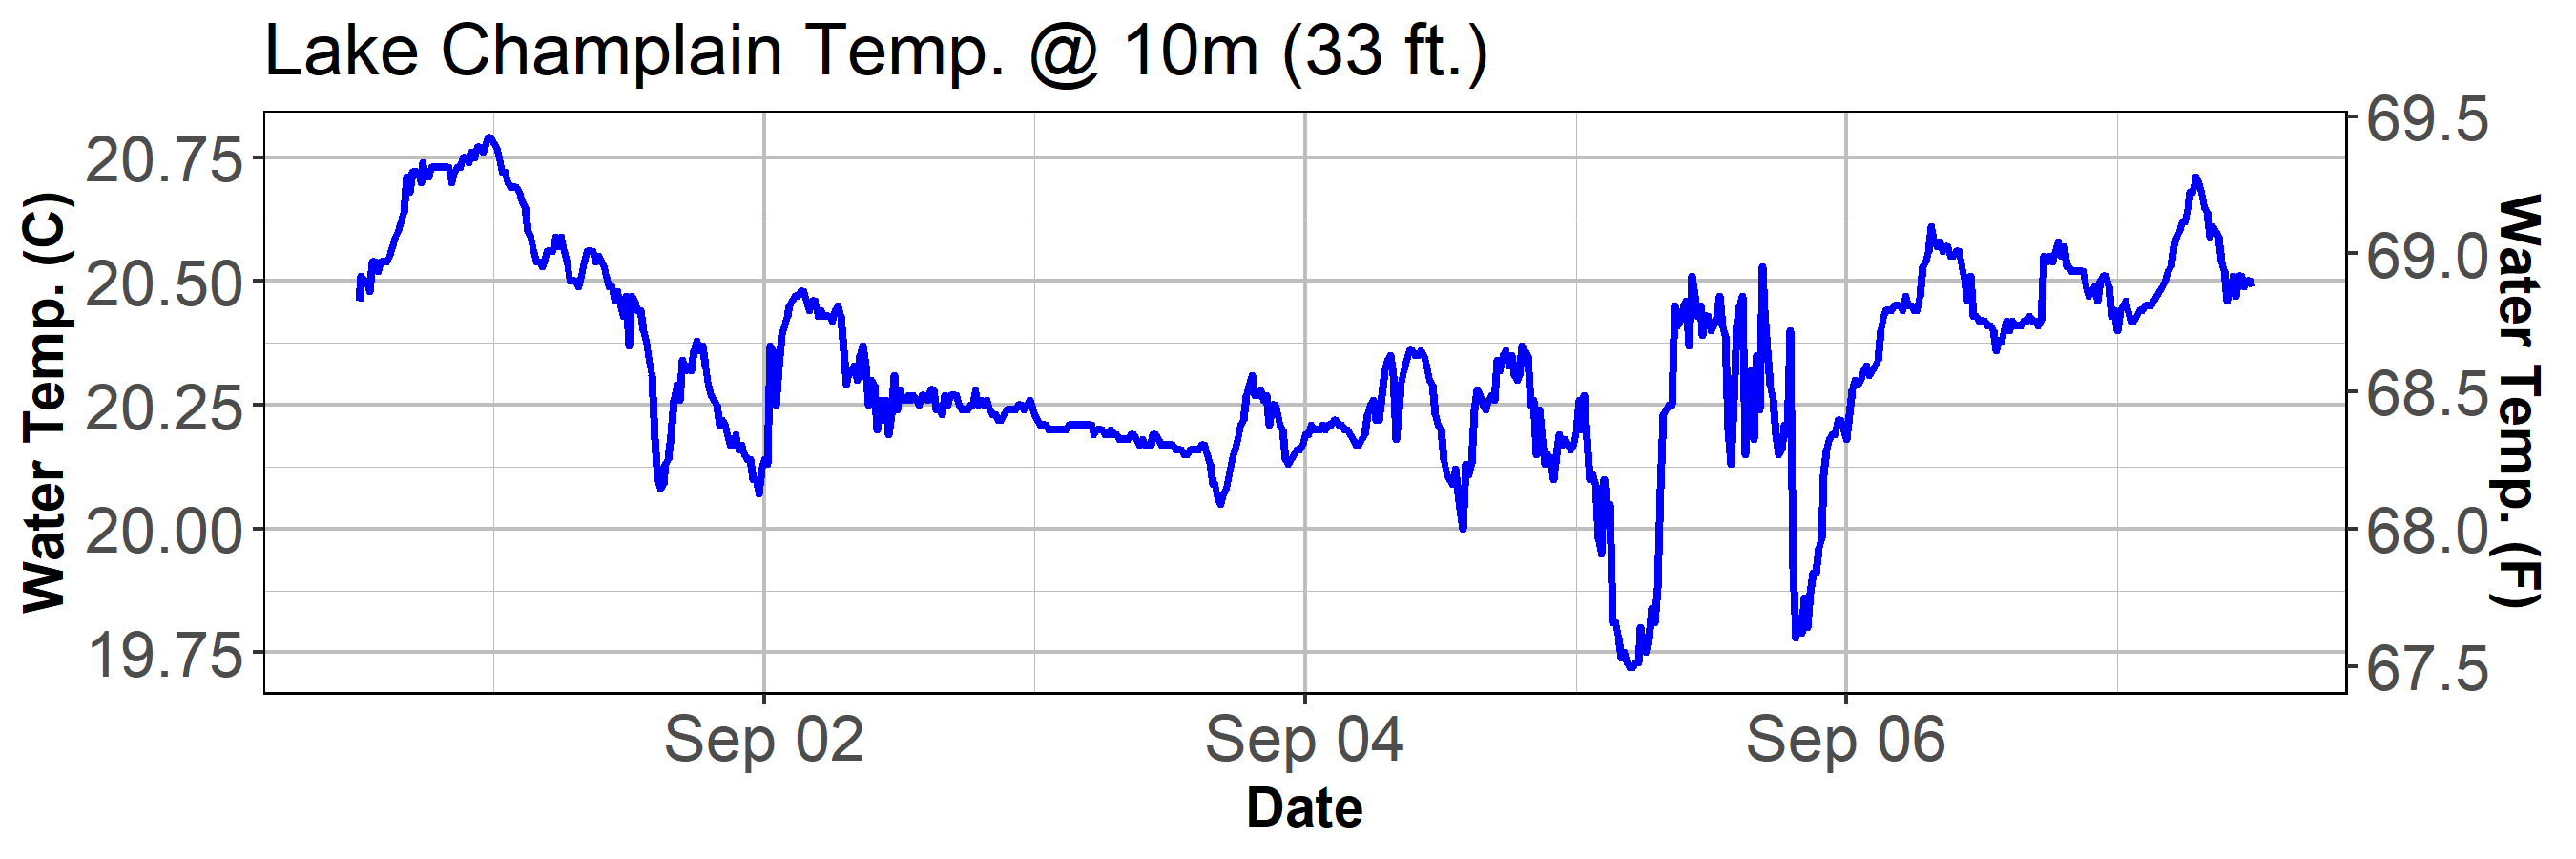 Lake Champlain Temp. @ 10m (33 ft.)
Water Temp. (C)
20.75
20.50
20.25
20.00
19.75
69.5
69.0
68.5
68.0
67.5
Water Temp. (F)
Sep 02 Sep 04 Sep 06
Date